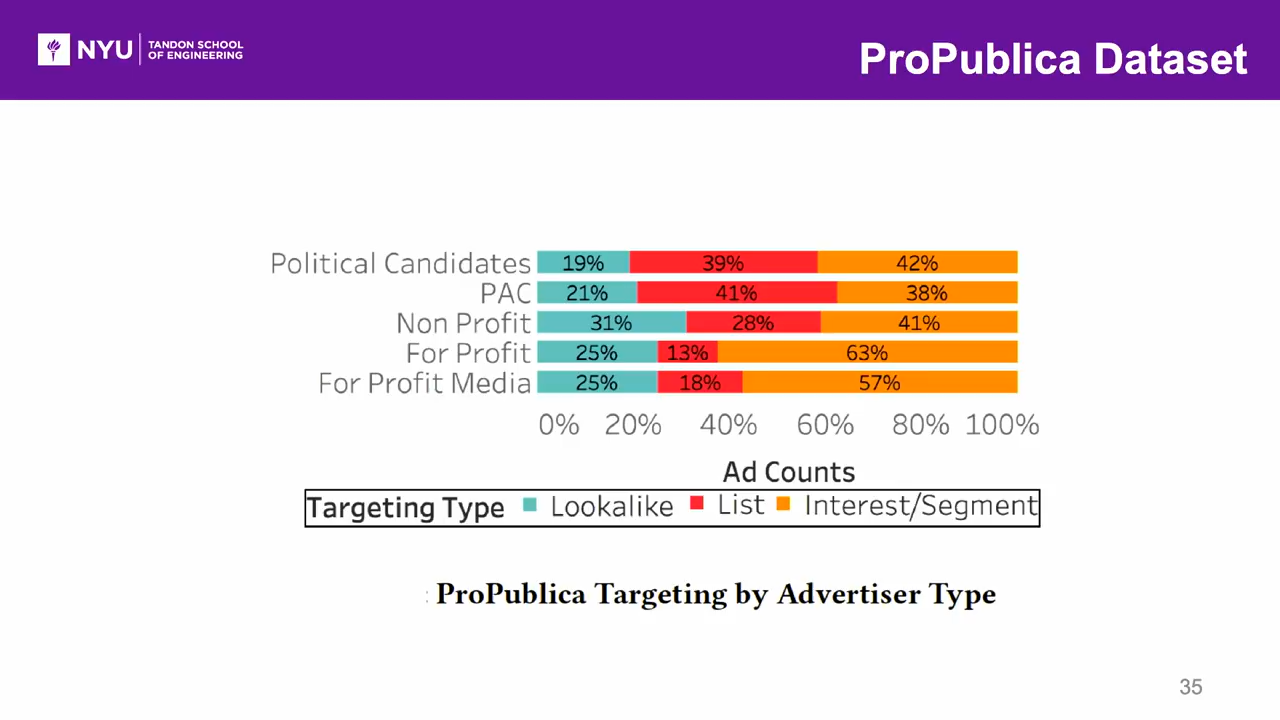 NYU TANDON SCHOOL
OF ENGINEERING
ProPublica Dataset
Political Candidates 19% 39% 42%
PAC 21% 41% 38%
Non Profit 31% 28% 41%
For Profit 25% 13% 63%
For Profit Media 25% 18% 57%
0% 20% 40% 60% 80% 100%
Ad Counts
Targeting Type Lookalike List Interest/Segment
: ProPublica Targeting by Advertiser Type
35